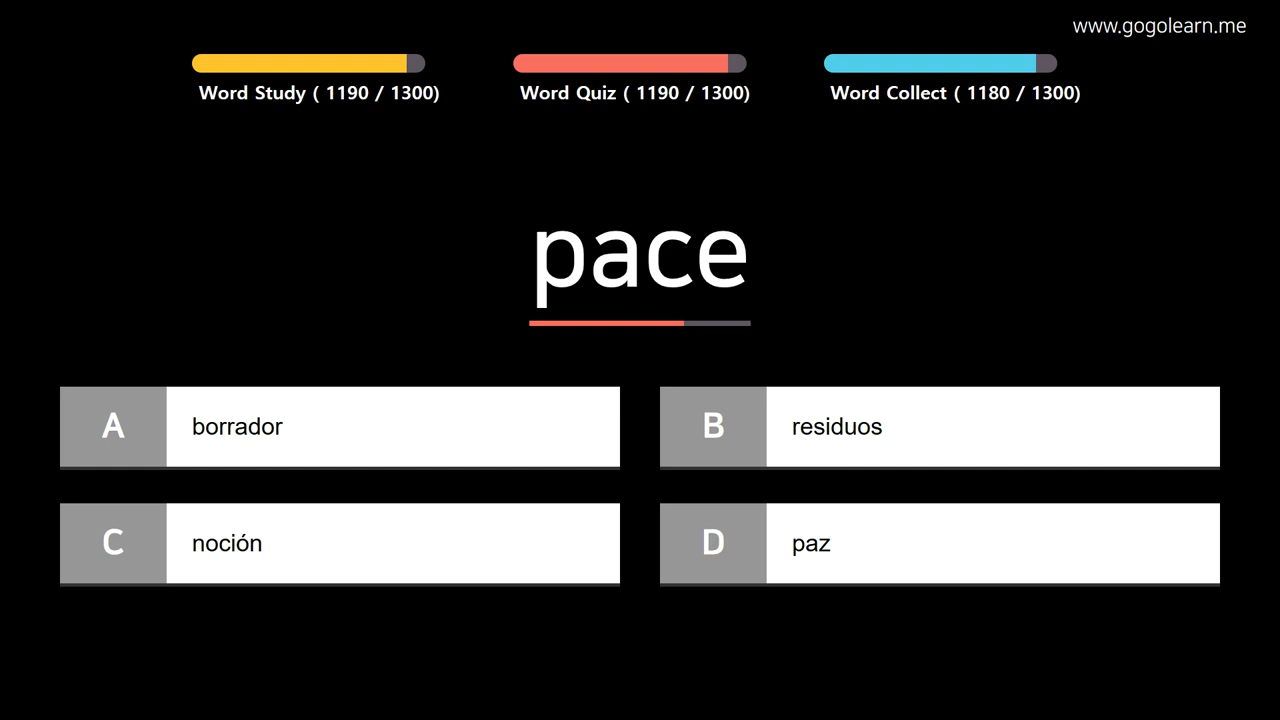 www.gogolearn.me
Word Study ( 1190 / 1300)
Word Quiz ( 1190 / 1300)
Word Collect ( 1180 / 1300)
pace
A borrador
B residuos
C noción
D paz